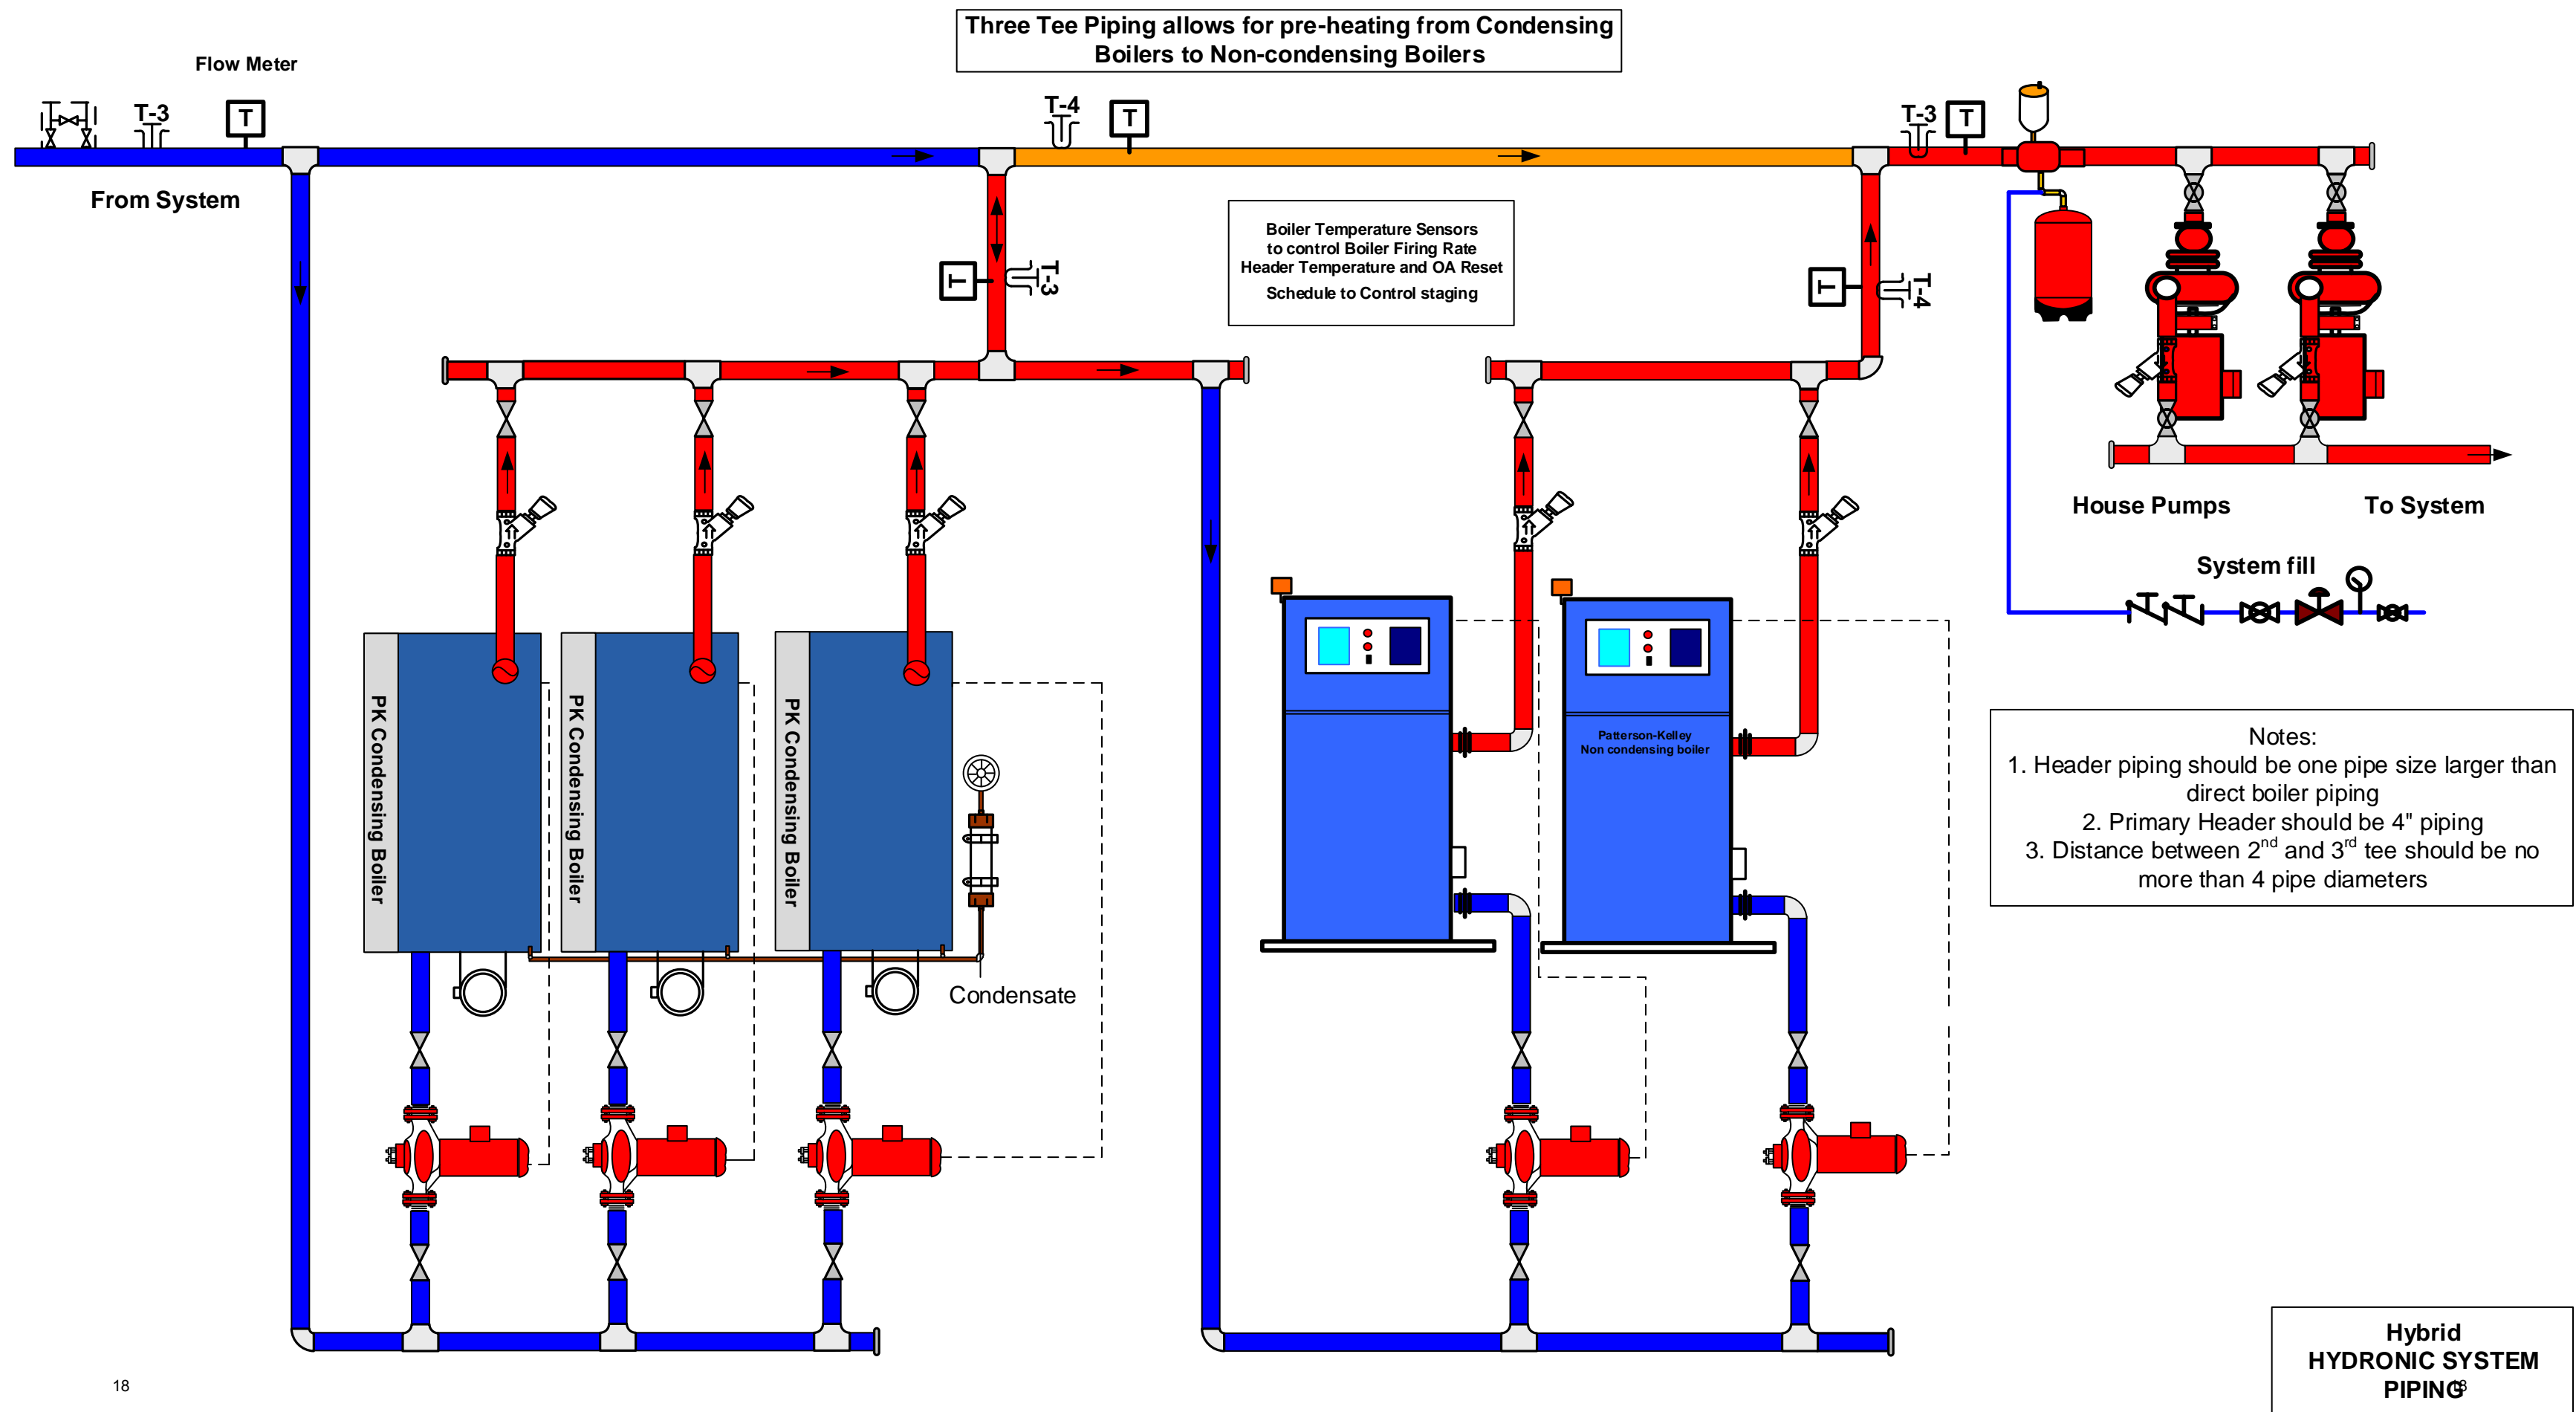 Three Tee Piping allows for pre-heating from Condensing
Boilers to Non-condensing Boilers
Flow Meter
T-3
T
T-4
T
T-3
T
From System
Boiler Temperature Sensors
to control Boiler Firing Rate
Header Temperature and OA Reset
Schedule to Control staging
T
T-3
T
T-4
House Pumps
To System
System fill
PK Condensing Boiler
PK Condensing Boiler
PK Condensing Boiler
Patterson-Kelley
Non condensing boiler
Notes:
1. Header piping should be one pipe size larger than
direct boiler piping
2. Primary Header should be 4" piping
3. Distance between 2nd and 3rd tee should be no
more than 4 pipe diameters
Condensate
Hybrid
HYDRONIC SYSTEM
PIPING
18
18